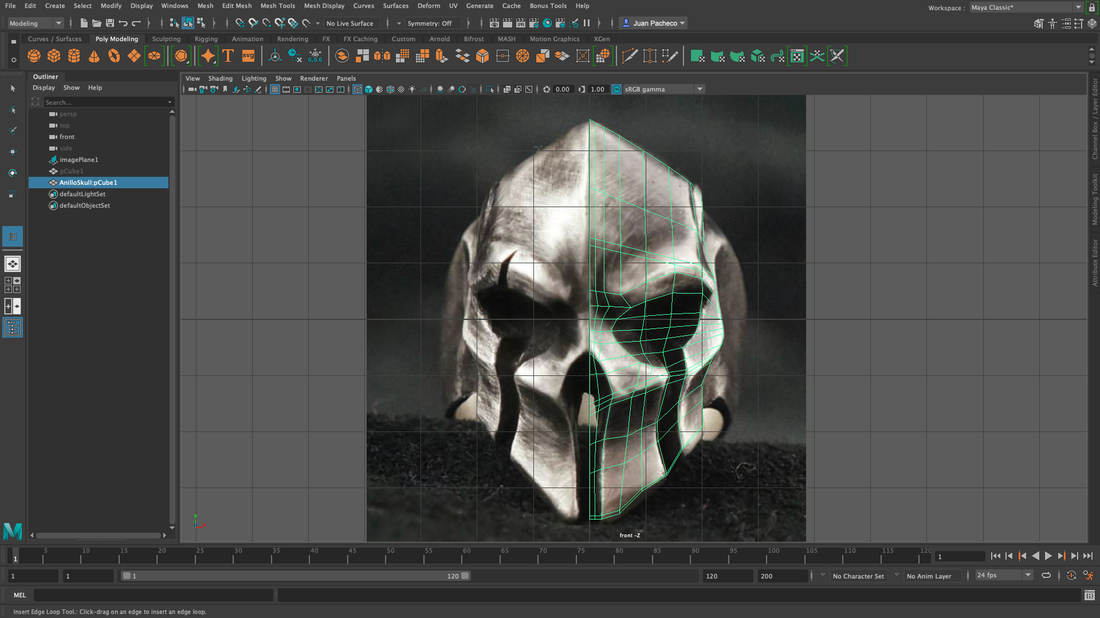 File Edit Create Select Modify Display Windows Mesh Edit Mesh Mesh Tools Mesh Display Curves Surfaces Deform UV Generate Cache Bonus Tools Help
Workspace : Maya Classic*
Modeling No Live Surface Symmetry: Off Juan Pacheco
Curves / Surfaces Poly Modeling Sculpting Rigging Animation Rendering FX FX Caching Custom Arnold Bifrost MASH Motion Graphics XGen
Outliner
Display Show Help
Search...
persp
top
front
side
imagePlane1
pCube1
AnilloSkull:pCube1
defaultLightSet
defaultObjectSet
View Shading Lighting Show Renderer Panels
0.00 1.00 sRGB gamma
front -Z
Channel Box / Layer Editor
Modeling Toolkit
Attribute Editor
5 10 15 20 25 30 35 40 45 50 55 60 65 70 75 80 85 90 95 100 105 110 115 120
1 1
1 1 1 120 120 200 No Character Set No Anim Layer 24 fps
MEL
Insert Edge Loop Tool.: Click-drag on an edge to insert an edge loop.